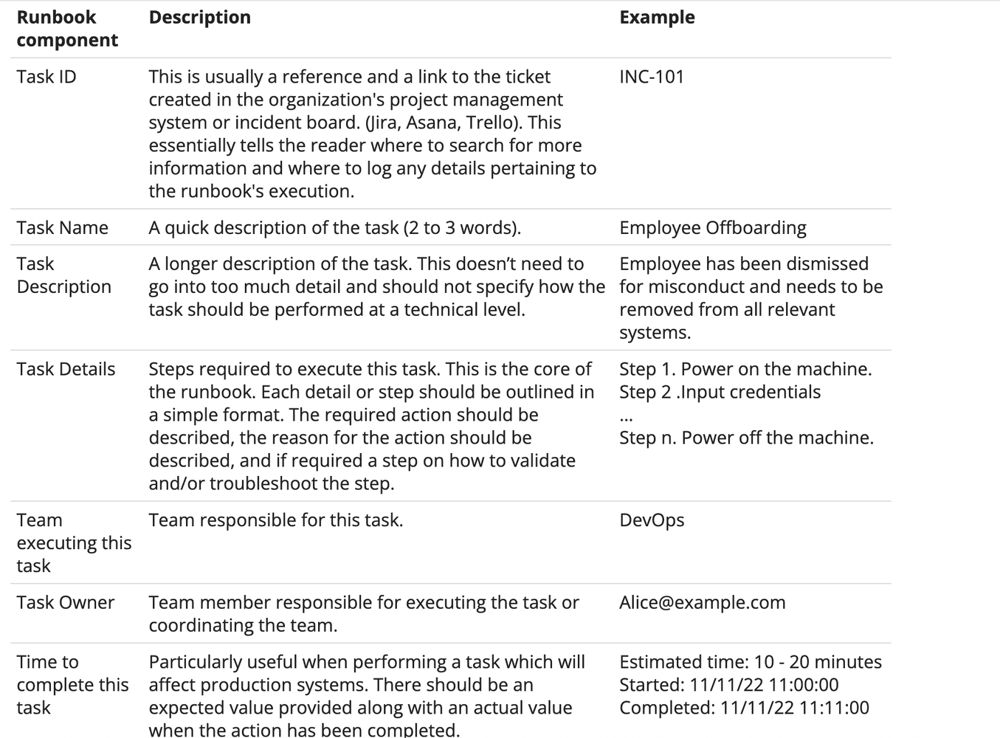 Runbook component
Description
Example
Task ID
This is usually a reference and a link to the ticket
created in the organization's project management
system or incident board. (Jira, Asana, Trello). This
essentially tells the reader where to search for more
information and where to log any details pertaining to
the runbook's execution.
INC-101
Task Name
A quick description of the task (2 to 3 words).
Employee Offboarding
Task
Description
A longer description of the task. This doesn’t need to
go into too much detail and should not specify how the
task should be performed at a technical level.
Employee has been dismissed
for misconduct and needs to be
removed from all relevant
systems.
Task Details
Steps required to execute this task. This is the core of
the runbook. Each detail or step should be outlined in
a simple format. The required action should be
described, the reason for the action should be
described, and if required a step on how to validate
and/or troubleshoot the step.
Step 1. Power on the machine.
Step 2 .Input credentials
...
Step n. Power off the machine.
Team
executing this
task
Team responsible for this task.
DevOps
Task Owner
Team member responsible for executing the task or
coordinating the team.
Alice@example.com
Time to
complete this
task
Particularly useful when performing a task which will
affect production systems. There should be an
expected value provided along with an actual value
when the action has been completed.
Estimated time: 10 - 20 minutes
Started: 11/11/22 11:00:00
Completed: 11/11/22 11:11:00